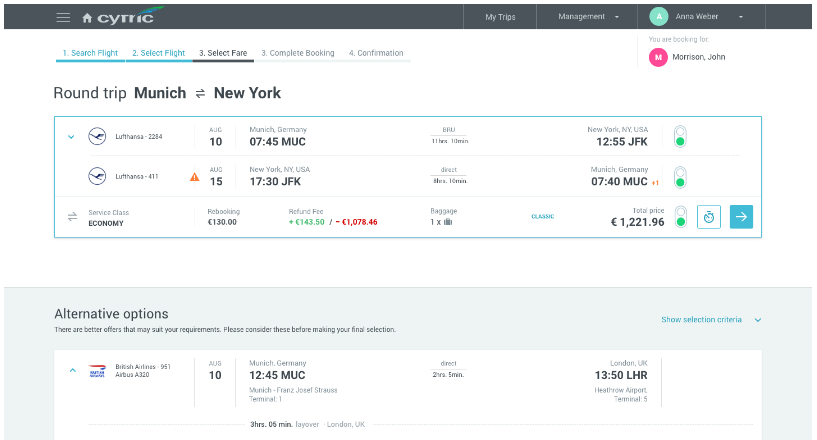 cytric
My Trips
Management
A
Anna Weber
1. Search Flight 2. Select Flight 3. Select Fare 3. Complete Booking 4. Confirmation
You are booking for:
M
Morrison, John
Round trip Munich ⇌ New York
Lufthansa - 2284
AUG
10
Munich, Germany
07:45 MUC
BRU
11hrs. 10min.
New York, NY, USA
12:55 JFK
Lufthansa - 411
AUG
15
New York, USA
17:30 JFK
direct
8hrs. 10min.
Munich, Germany
07:40 MUC +1
Service Class
ECONOMY
Rebooking
€130.00
Refund Fee
+ €143.50 / − €1,078.46
Baggage
1 x
CLASSIC
Total price
€ 1,221.96
Alternative options
There are better offers that may suit your requirements. Please consider these before making your final selection.
Show selection criteria
BRITISH AIRWAYS
British Airlines - 951
Airbus A320
AUG
10
Munich, Germany
12:45 MUC
Munich - Franz Josef Strauss
Terminal: 1
direct
2hrs. 5min.
London, UK
13:50 LHR
Heathrow Airport,
Terminal: 5
3hrs. 05 min. layover - London, UK